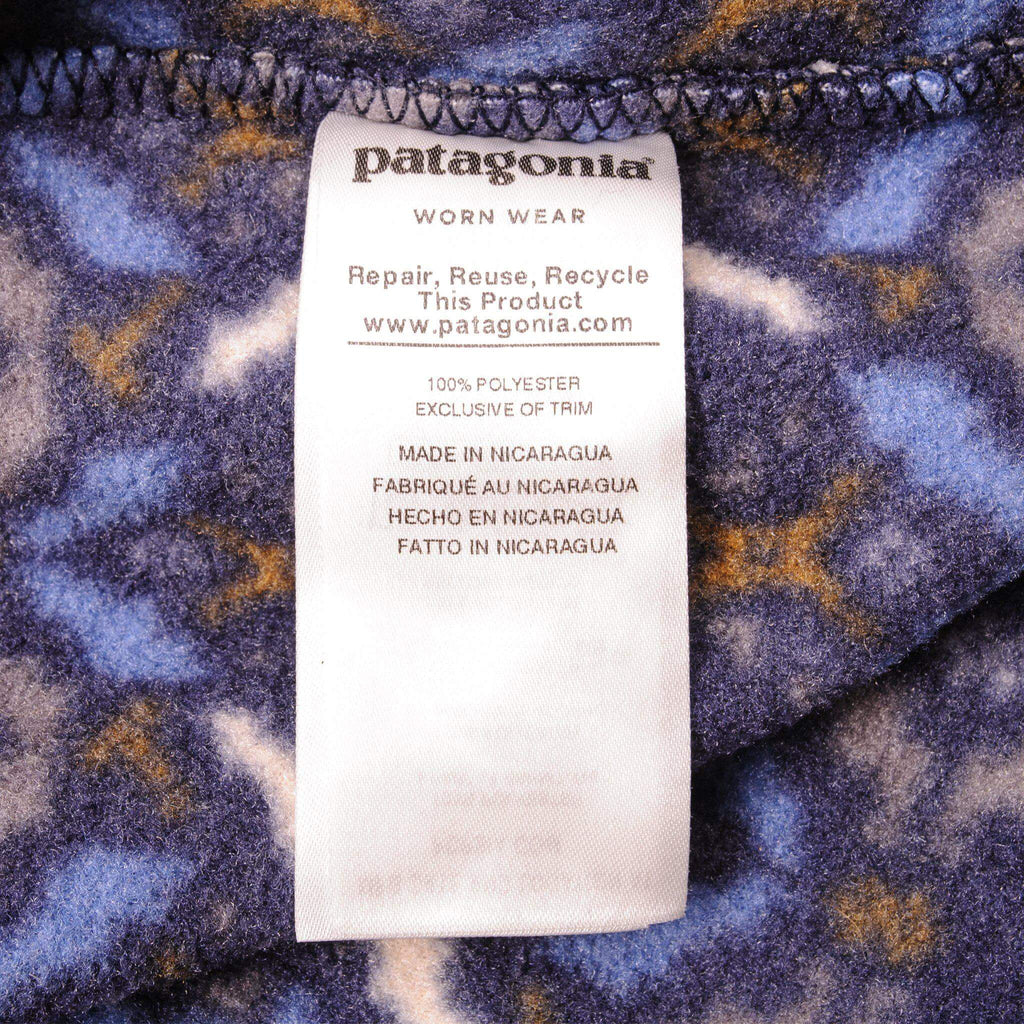 patagonia®
WORN WEAR
Repair, Reuse, Recycle
This Product
www.patagonia.com
100% POLYESTER
EXCLUSIVE OF TRIM
MADE IN NICARAGUA
FABRIQUÉ AU NICARAGUA
HECHO EN NICARAGUA
FATTO IN NICARAGUA